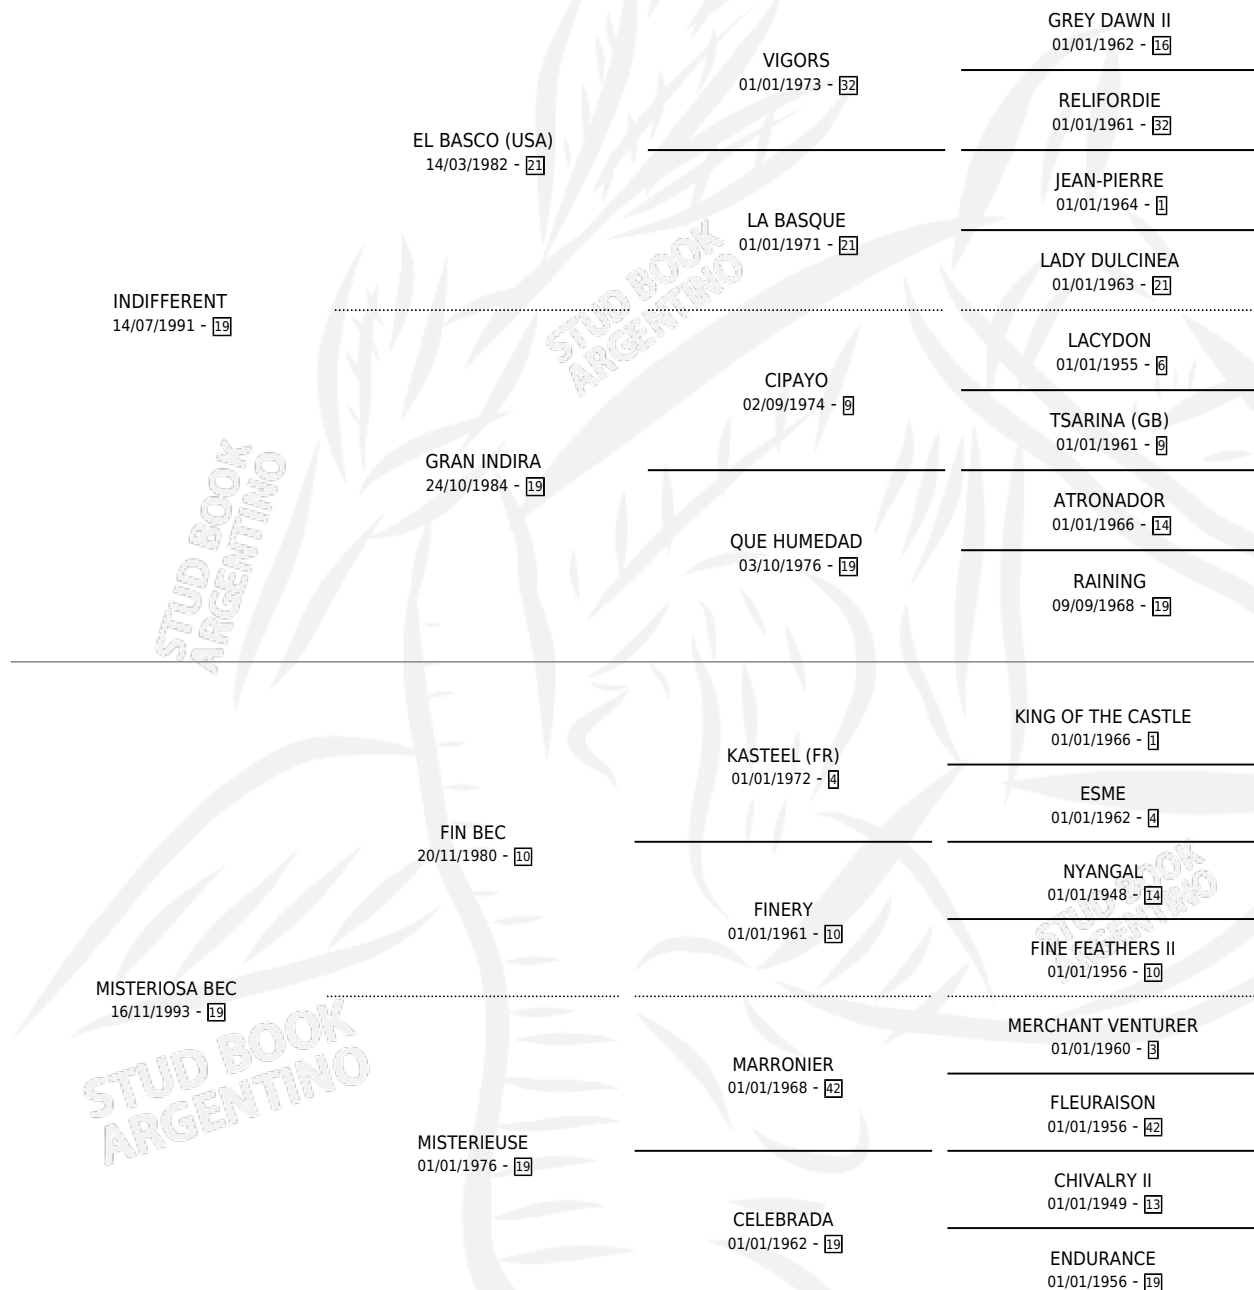 GREY DAWN II
01/01/1962 - 16
VIGORS
01/01/1973 - 32
RELIFORDIE
01/01/1961 - 32
EL BASCO (USA)
14/03/1982 - 21
JEAN-PIERRE
01/01/1964 - 1
LA BASQUE
01/01/1971 - 21
LADY DULCINEA
01/01/1963 - 21
INDIFFERENT
14/07/1991 - 19
LACYDON
01/01/1955 - 6
CIPAYO
02/09/1974 - 9
TSARINA (GB)
01/01/1961 - 9
GRAN INDIRA
24/10/1984 - 19
ATRONADOR
01/01/1966 - 14
QUE HUMEDAD
03/10/1976 - 19
RAINING
09/09/1968 - 19
KING OF THE CASTLE
01/01/1966 - 1
KASTEEL (FR)
01/01/1972 - 4
ESME
01/01/1962 - 4
FIN BEC
20/11/1980 - 10
NYANGAL
01/01/1948 - 14
FINERY
01/01/1961 - 10
FINE FEATHERS II
01/01/1956 - 10
MISTERIOSA BEC
16/11/1993 - 19
MERCHANT VENTURER
01/01/1960 - 3
MARRONIER
01/01/1968 - 42
FLEURAISON
01/01/1956 - 42
MISTERIEUSE
01/01/1976 - 19
CHIVALRY II
01/01/1949 - 13
CELEBRADA
01/01/1962 - 19
ENDURANCE
01/01/1956 - 19
STUD BOOK
ARGENTINO
STUD BOOK
ARGENTINO
STUD BOOK
ARGENTINO
STUD BOOK
ARGENTINO